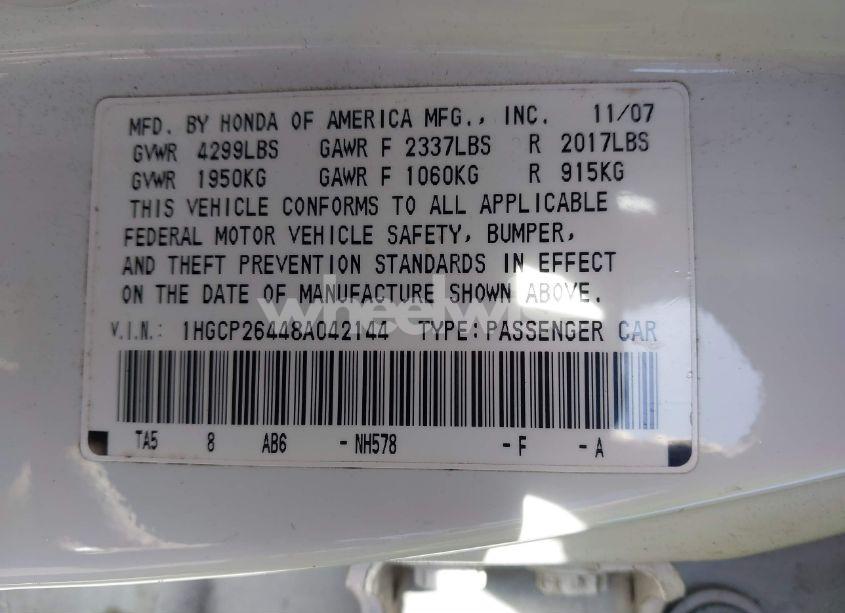 MFD. BY HONDA OF AMERICA MFG., INC. 11/07
GVWR 4299LBS GAWR F 2337LBS R 2017LBS
GVWR 1950KG GAWR F 1060KG R 915KG
THIS VEHICLE CONFORMS TO ALL APPLICABLE
FEDERAL MOTOR VEHICLE SAFETY, BUMPER,
AND THEFT PREVENTION STANDARDS IN EFFECT
ON THE DATE OF MANUFACTURE SHOWN ABOVE.
V.I.N.: 1HGCP26448A042144 TYPE: PASSENGER CAR
TA5 8 AB6 -NH578 -F -A